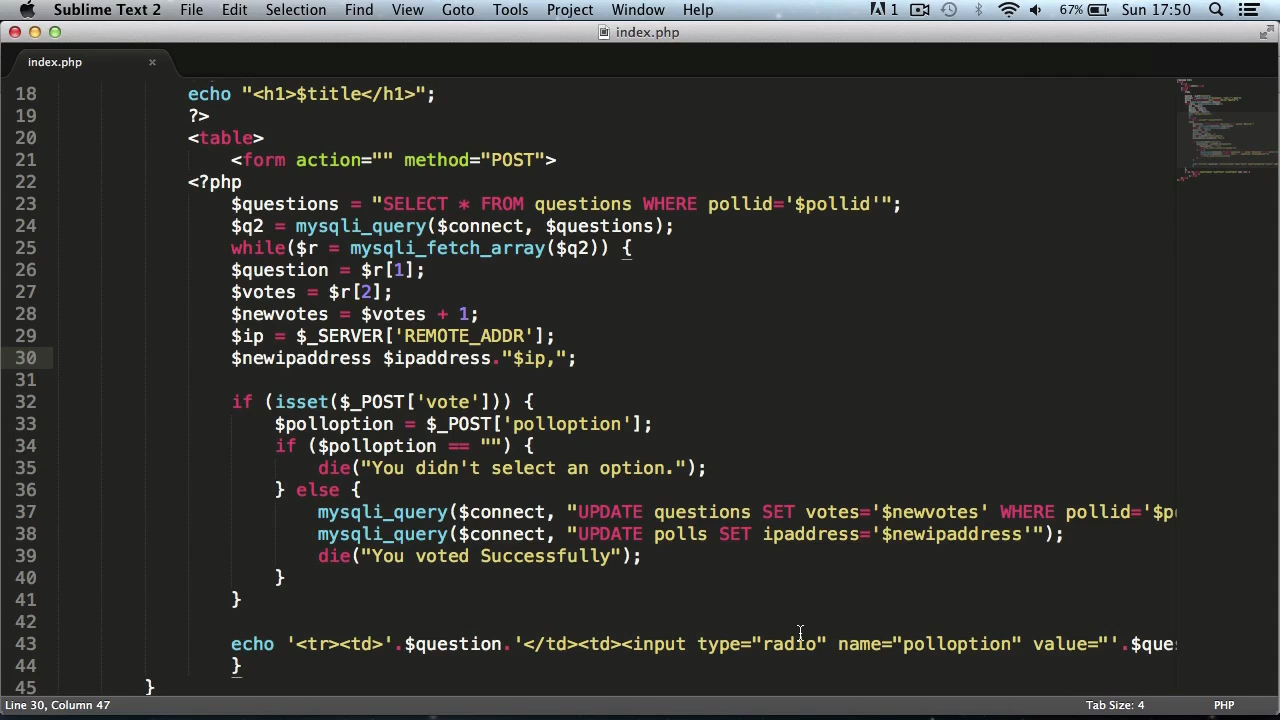 Sublime Text 2 File Edit Selection Find View Goto Tools Project Window Help 1 67% Sun 17:50
index.php
index.php ×
18 echo "<h1>$title</h1>";
19 ?>
20 <table>
21 <form action="" method="POST">
22 <?php
23 $questions = "SELECT * FROM questions WHERE pollid='$pollid'";
24 $q2 = mysqli_query($connect, $questions);
25 while($r = mysqli_fetch_array($q2)) {
26 $question = $r[1];
27 $votes = $r[2];
28 $newvotes = $votes + 1;
29 $ip = $_SERVER['REMOTE_ADDR'];
30 $newipaddress $ipaddress."$ip,";
31
32 if (isset($_POST['vote'])) {
33 $polloption = $_POST['polloption'];
34 if ($polloption == "") {
35 die("You didn't select an option.");
36 } else {
37 mysqli_query($connect, "UPDATE questions SET votes='$newvotes' WHERE pollid='$po
38 mysqli_query($connect, "UPDATE polls SET ipaddress='$newipaddress'");
39 die("You voted Successfully");
40 }
41 }
42
43 echo '<tr><td>'.$question.'</td><td><input type="radio" name="polloption" value="'.$ques
44 }
45 }
Line 30, Column 47 Tab Size: 4 PHP